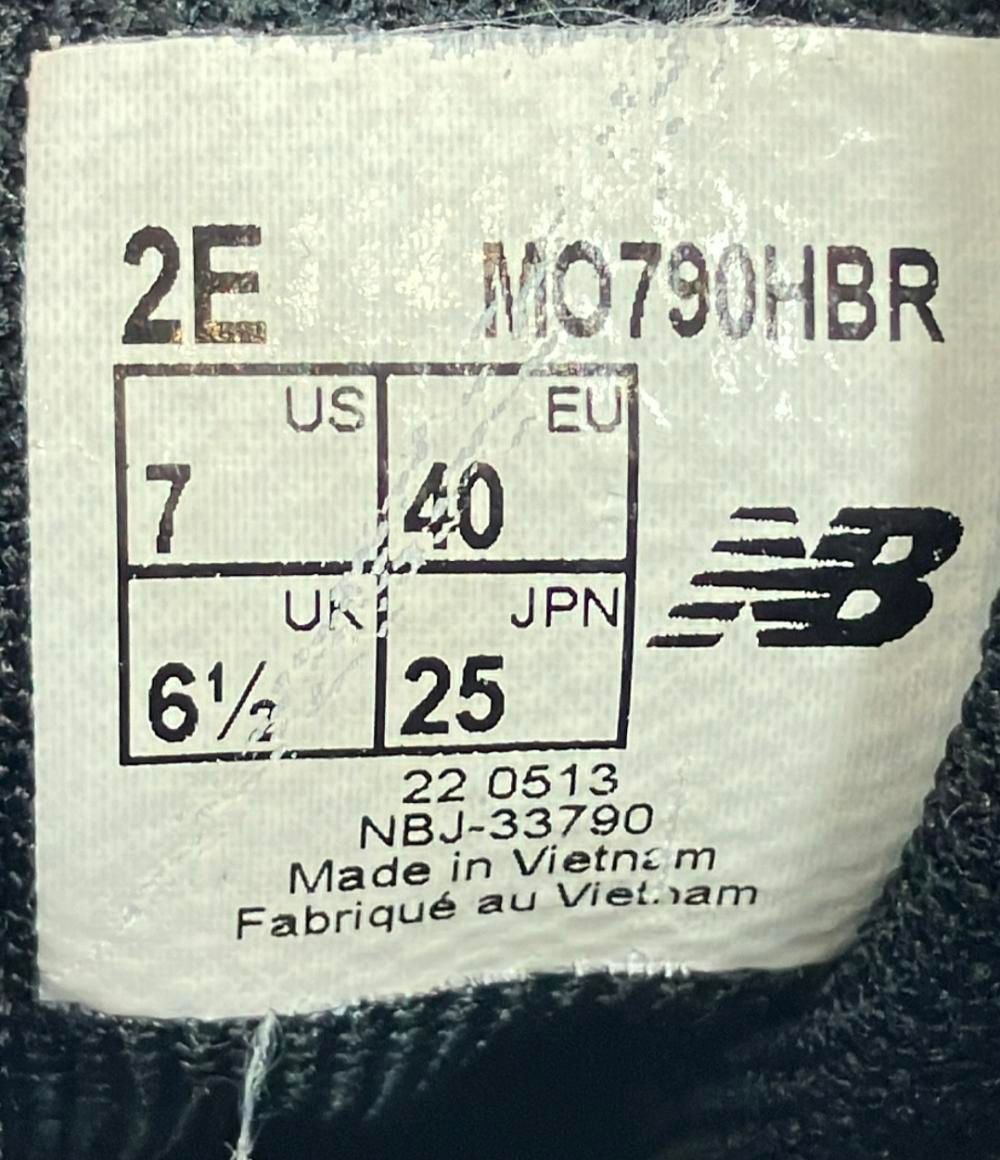 2E MO790HBR
US EU
7 40
UK JPN
6½ 25
NB
22 0513
NBJ-33790
Made in Vietnam
Fabriqué au Vietnam